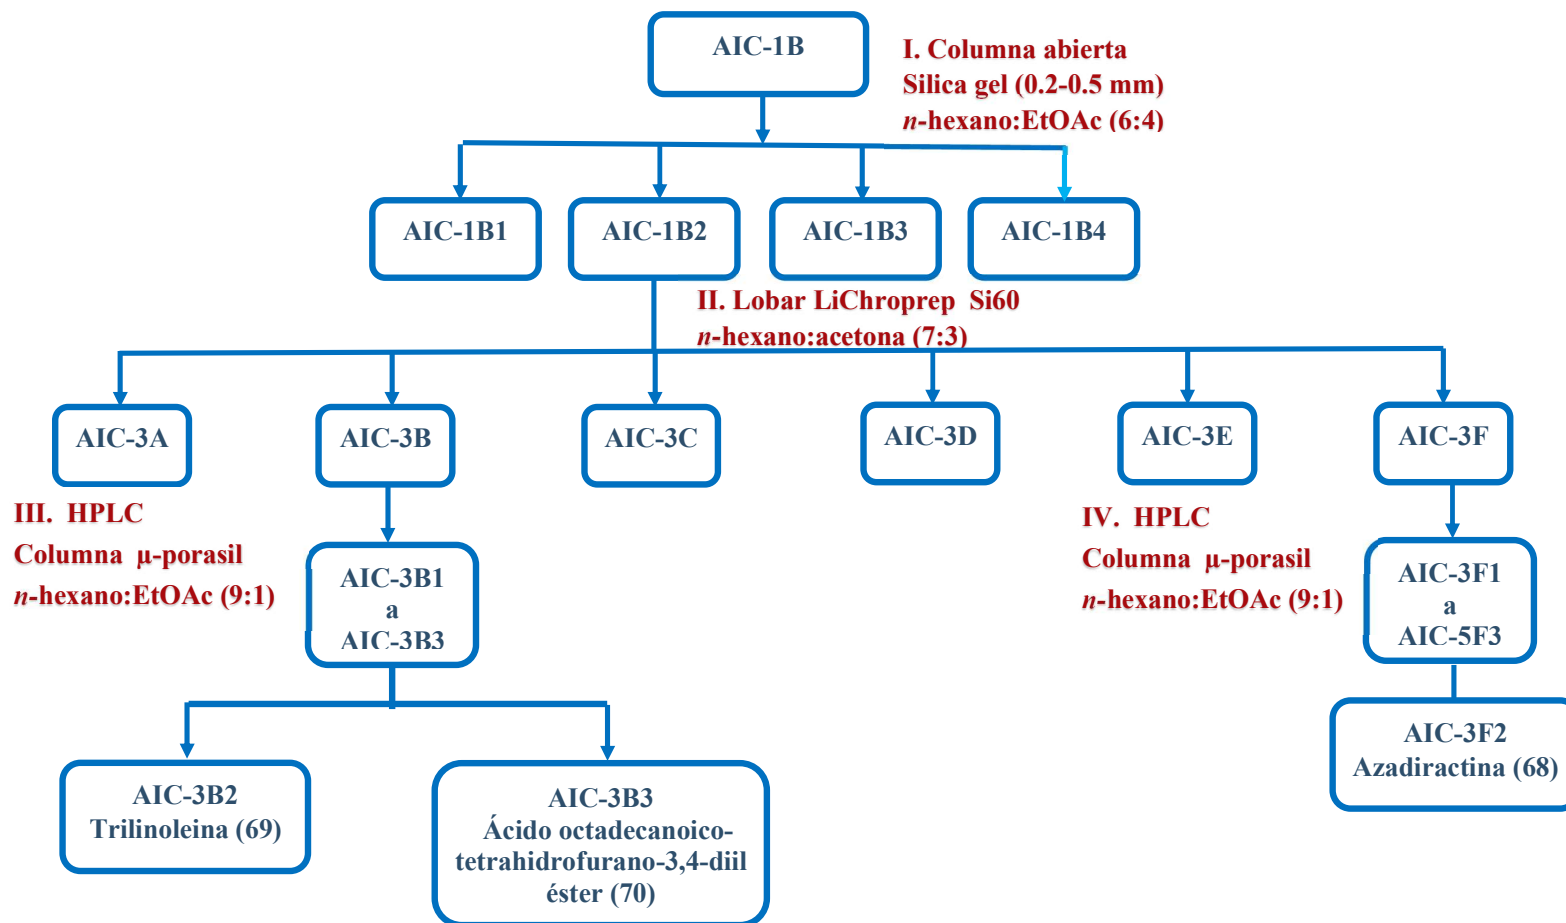 AIC-1B
I. Columna abierta
Silica gel (0.2-0.5 mm)
n-hexano:EtOAc (6:4)
AIC-1B1
AIC-1B2
AIC-1B3
AIC-1B4
II. Lobar LiChroprep Si60
n-hexano:acetona (7:3)
AIC-3A
AIC-3B
AIC-3C
AIC-3D
AIC-3E
AIC-3F
III. HPLC
Columna µ-porasil
n-hexano:EtOAc (9:1)
AIC-3B1
a
AIC-3B3
IV. HPLC
Columna µ-porasil
n-hexano:EtOAc (9:1)
AIC-3F1
a
AIC-5F3
AIC-3B2
Trilinoleina (69)
AIC-3B3
Ácido octadecanoico-
tetrahidrofurano-3,4-diil
éster (70)
AIC-3F2
Azadiractina (68)